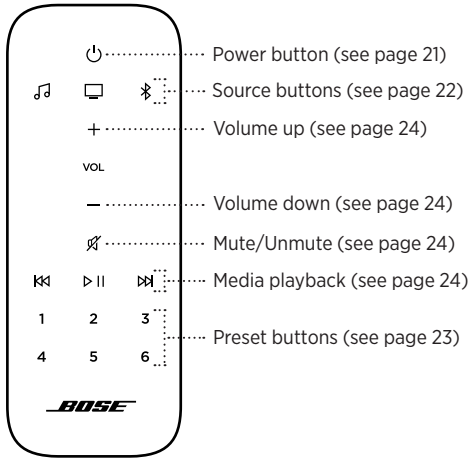 Power button (see page 21)
Source buttons (see page 22)
Volume up (see page 24)
VOL
Volume down (see page 24)
Mute/Unmute (see page 24)
Media playback (see page 24)
1 2 3
Preset buttons (see page 23)
4 5 6
BOSE